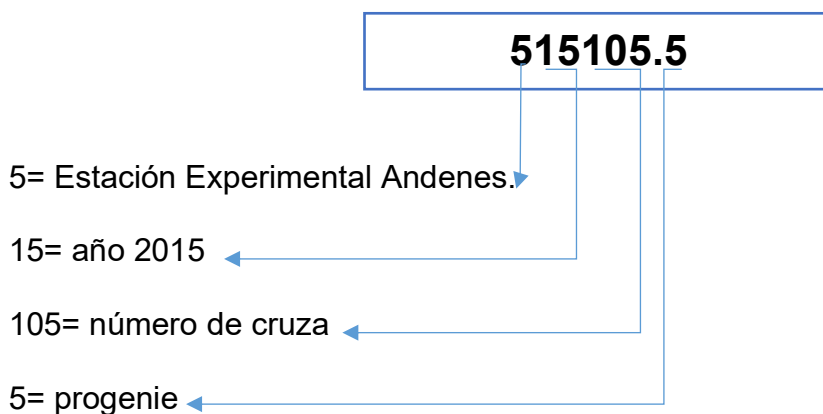 515105.5
5= Estación Experimental Andenes.
15= año 2015
105= número de cruza
5= progenie